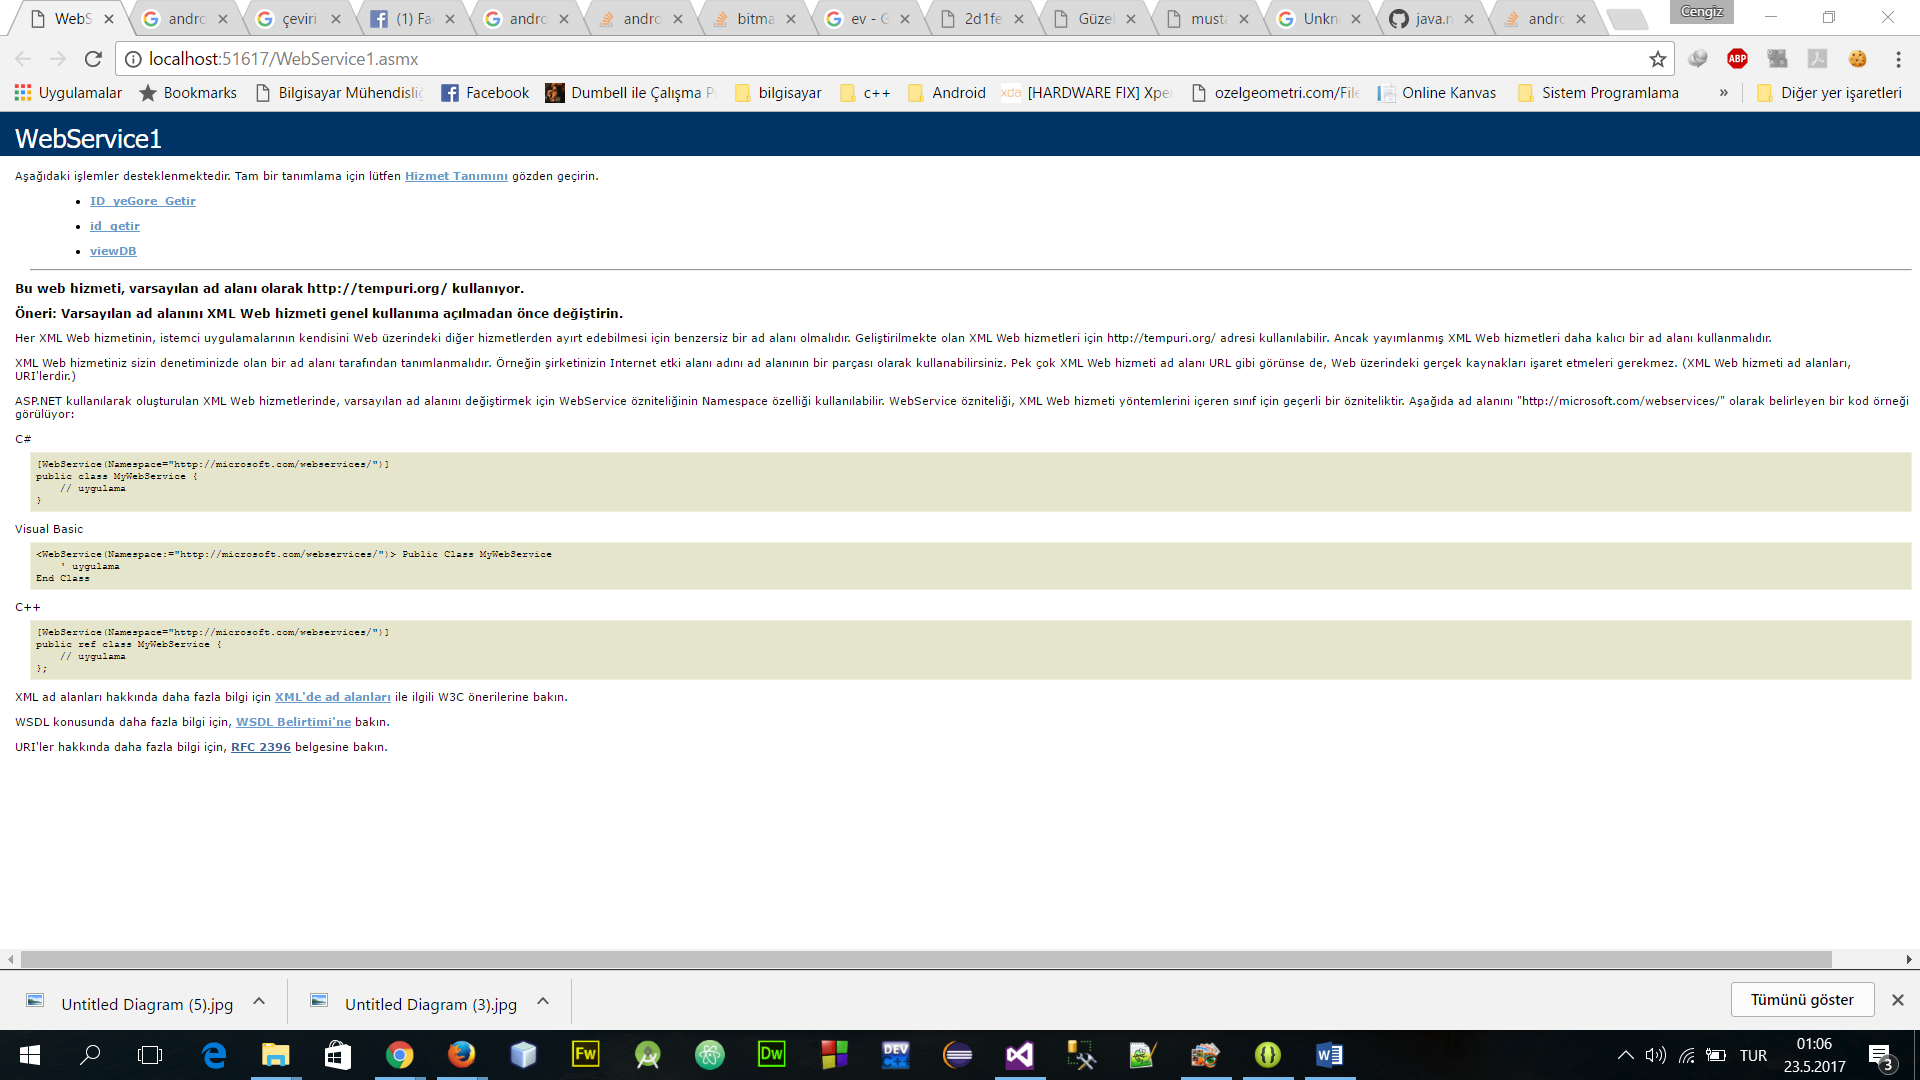 WebS
andro
çeviri
(1) Fa
andro
andro
bitma
ev - G
2d1fe
Güzel
musta
Unkn
java.n
andro
Cengiz
localhost:51617/WebService1.asmx
ABP
Uygulamalar
Bookmarks
Bilgisayar Mühendisliğ
Facebook
Dumbell ile Çalışma P
bilgisayar
c++
Android
xda [HARDWARE FIX] Xpe
ozelgeometri.com/File
Online Kanvas
Sistem Programlama
»
Diğer yer işaretleri
WebService1
Aşağıdaki işlemler desteklenmektedir. Tam bir tanımlama için lütfen Hizmet Tanımını gözden geçirin.
• ID_yeGore_Getir
• id_getir
• viewDB
Bu web hizmeti, varsayılan ad alanı olarak http://tempuri.org/ kullanıyor.
Öneri: Varsayılan ad alanını XML Web hizmeti genel kullanıma açılmadan önce değiştirin.
Her XML Web hizmetinin, istemci uygulamalarının kendisini Web üzerindeki diğer hizmetlerden ayırt edebilmesi için benzersiz bir ad alanı olmalıdır. Geliştirilmekte olan XML Web hizmetleri için http://tempuri.org/ adresi kullanılabilir. Ancak yayımlanmış XML Web hizmetleri daha kalıcı bir ad alanı kullanmalıdır.
XML Web hizmetiniz sizin denetiminizde olan bir ad alanı tarafından tanımlanmalıdır. Örneğin şirketinizin Internet etki alanı adını ad alanının bir parçası olarak kullanabilirsiniz. Pek çok XML Web hizmeti ad alanı URL gibi görünse de, Web üzerindeki gerçek kaynakları işaret etmeleri gerekmez. (XML Web hizmeti ad alanları,
URI'lerdir.)
ASP.NET kullanılarak oluşturulan XML Web hizmetlerinde, varsayılan ad alanını değiştirmek için WebService özniteliğinin Namespace özelliği kullanılabilir. WebService özniteliği, XML Web hizmeti yöntemlerini içeren sınıf için geçerli bir özniteliktir. Aşağıda ad alanını "http://microsoft.com/webservices/" olarak belirleyen bir kod örneği
görülüyor:
C#
[WebService(Namespace="http://microsoft.com/webservices/")]
public class MyWebService {
// uygulama
}
Visual Basic
<WebService(Namespace:="http://microsoft.com/webservices/")> Public Class MyWebService
' uygulama
End Class
C++
[WebService(Namespace="http://microsoft.com/webservices/")]
public ref class MyWebService {
// uygulama
};
XML ad alanları hakkında daha fazla bilgi için XML'de ad alanları ile ilgili W3C önerilerine bakın.
WSDL konusunda daha fazla bilgi için, WSDL Belirtimi'ne bakın.
URI'ler hakkında daha fazla bilgi için, RFC 2396 belgesine bakın.
Untitled Diagram (5).jpg
Untitled Diagram (3).jpg
Tümünü göster
Fw
Dw
DEV
TUR
01:06
23.5.2017
3